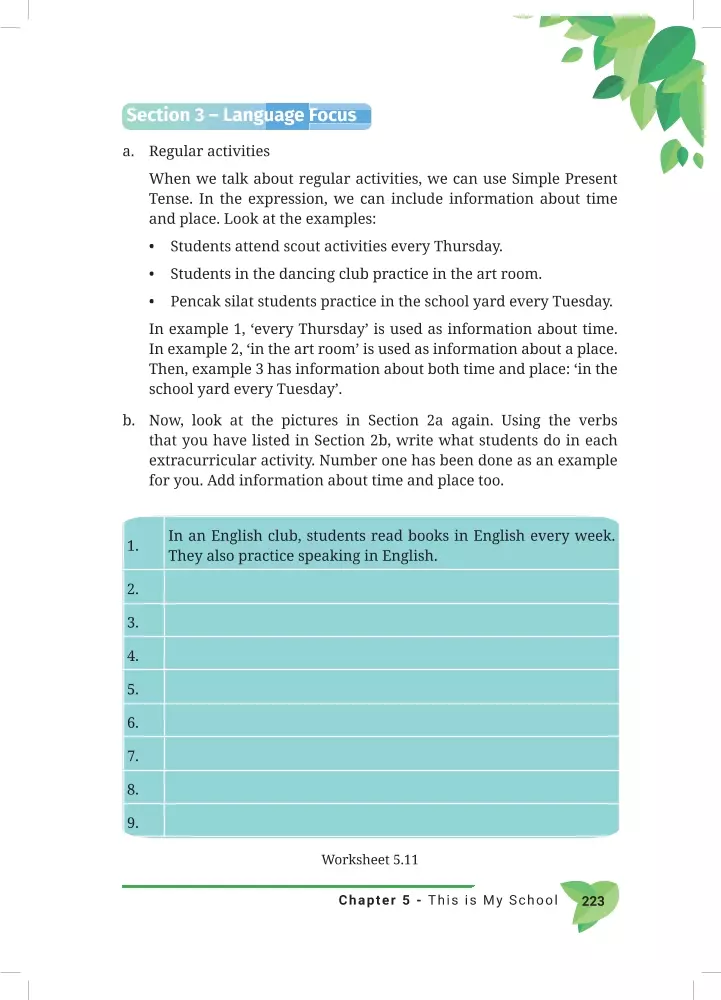 Section 3 – Language Focus
a. Regular activities
When we talk about regular activities, we can use Simple Present
Tense. In the expression, we can include information about time
and place. Look at the examples:
• Students attend scout activities every Thursday.
• Students in the dancing club practice in the art room.
• Pencak silat students practice in the school yard every Tuesday.
In example 1, ‘every Thursday’ is used as information about time.
In example 2, ‘in the art room’ is used as information about a place.
Then, example 3 has information about both time and place: ‘in the
school yard every Tuesday’.
b. Now, look at the pictures in Section 2a again. Using the verbs
that you have listed in Section 2b, write what students do in each
extracurricular activity. Number one has been done as an example
for you. Add information about time and place too.
1. In an English club, students read books in English every week.
They also practice speaking in English.
2.
3.
4.
5.
6.
7.
8.
9.
Worksheet 5.11
Chapter 5 - This is My School 223